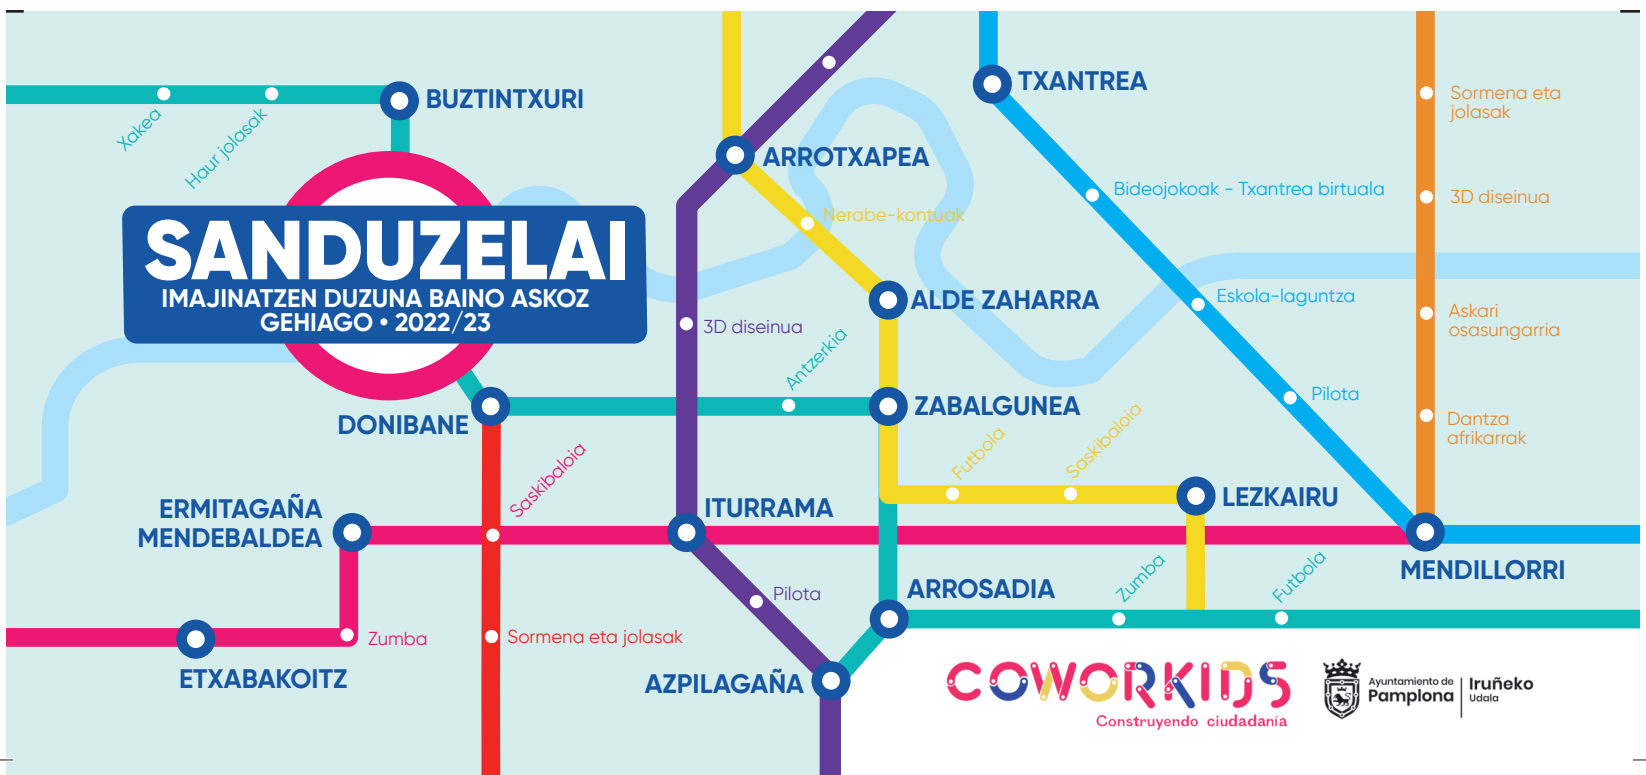 BUZTINTXURI
Xakea
Haur jolasak
SANDUZELAI
IMAJINATZEN DUZUNA BAINO ASKOZ
GEHIAGO • 2022/23
TXANTREA
ARROTXAPEA
Nerabe-kontuak
Bideojokoak - Txantrea birtuala
Sormena eta
jolasak
3D diseinua
ALDE ZAHARRA
Eskola-laguntza
Askari
osasungarria
3D diseinua
Antzerkia
DONIBANE
ZABALGUNEA
Pilota
Dantza
afrikarrak
Saskibaloia
Futbola
Saskibaloia
ERMITAGAÑA
MENDEBALDEA
ITURRAMA
LEZKAIRU
MENDILLORRI
Zumba
Futbola
ARROSADIA
Pilota
Zumba
Sormena eta jolasak
ETXABAKOITZ
AZPILAGAÑA
COWORKIDS
Construyendo ciudadanía
Ayuntamiento de
Pamplona
Iruñeko
Udala